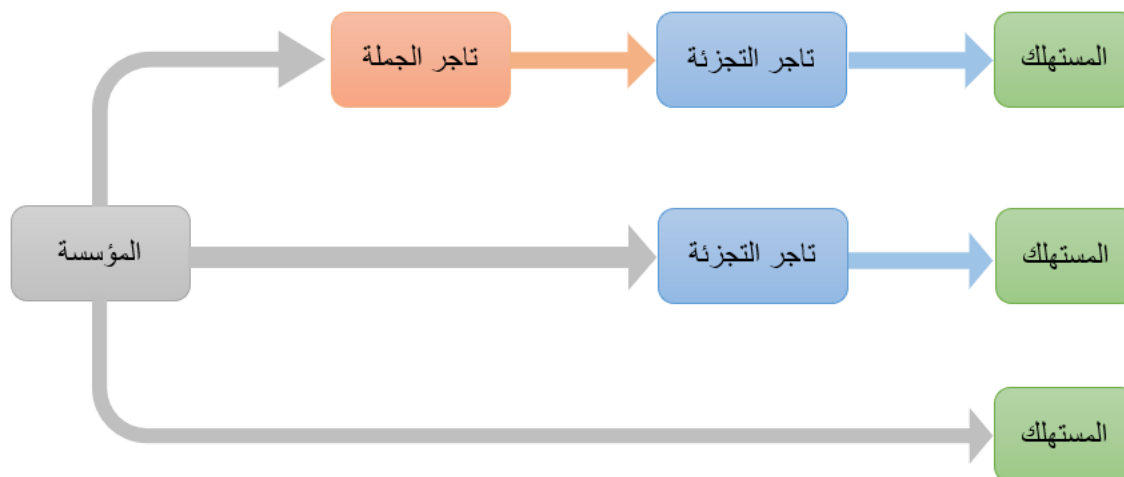 تاجر الجملة
تاجر التجزئة
المستهلك
المؤسسة
تاجر التجزئة
المستهلك
المستهلك